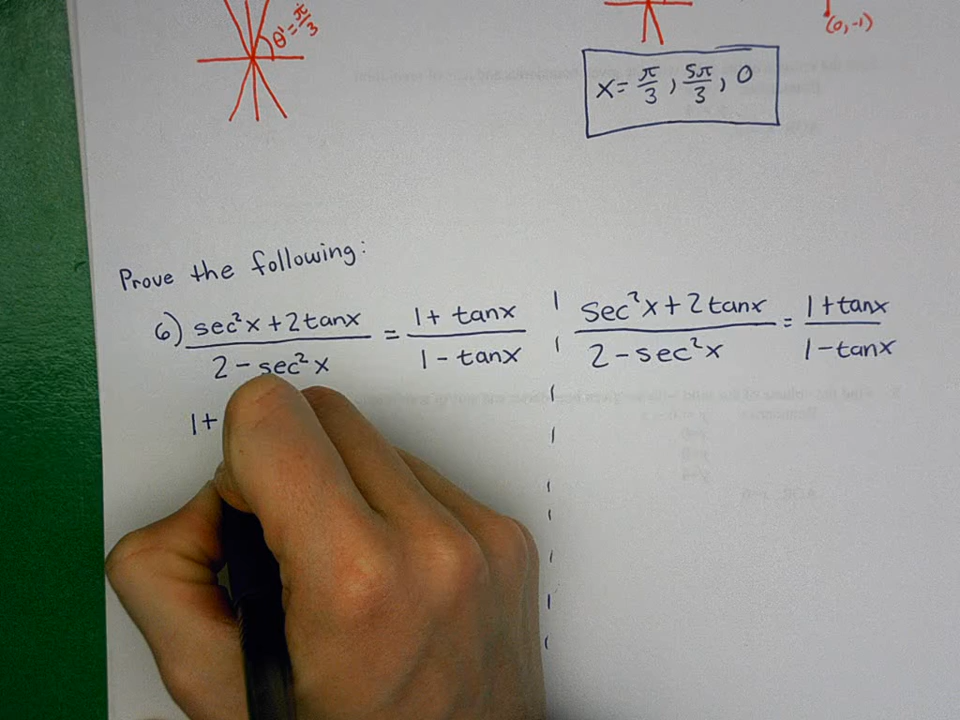 θ' = π/3
(0, -1)
x = π/3, 5π/3, 0
Prove the following:
6) sec²x + 2tanx / 2 - sec²x = 1 + tanx / 1 - tanx
sec²x + 2tanx / 2 - sec²x = 1 + tanx / 1 - tanx
1+